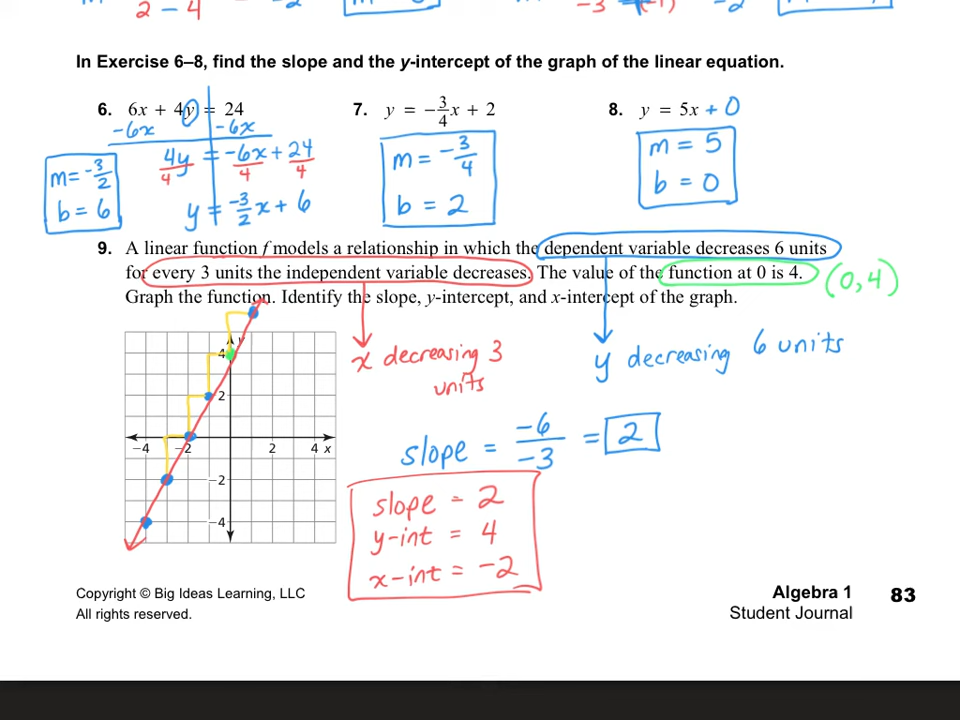 2 - 4
-2
-3
(-1)
-2
In Exercise 6–8, find the slope and the y-intercept of the graph of the linear equation.
6. 6x + 4y = 24
7. y = -3/4x + 2
8. y = 5x + 0
-6x -6x
4y = -6x + 24
4 4 4
y = -3/2x + 6
m = -3/2
b = 6
m = -3/4
b = 2
m = 5
b = 0
9. A linear function f models a relationship in which the dependent variable decreases 6 units
for every 3 units the independent variable decreases. The value of the function at 0 is 4.
(0,4)
Graph the function. Identify the slope, y-intercept, and x-intercept of the graph.
y
4
2
-4 -2 2 4 x
-2
-4
x decreasing 3
units
y decreasing 6 units
slope = -6/-3 = 2
slope = 2
y-int = 4
x-int = -2
Copyright © Big Ideas Learning, LLC
All rights reserved.
Algebra 1 83
Student Journal